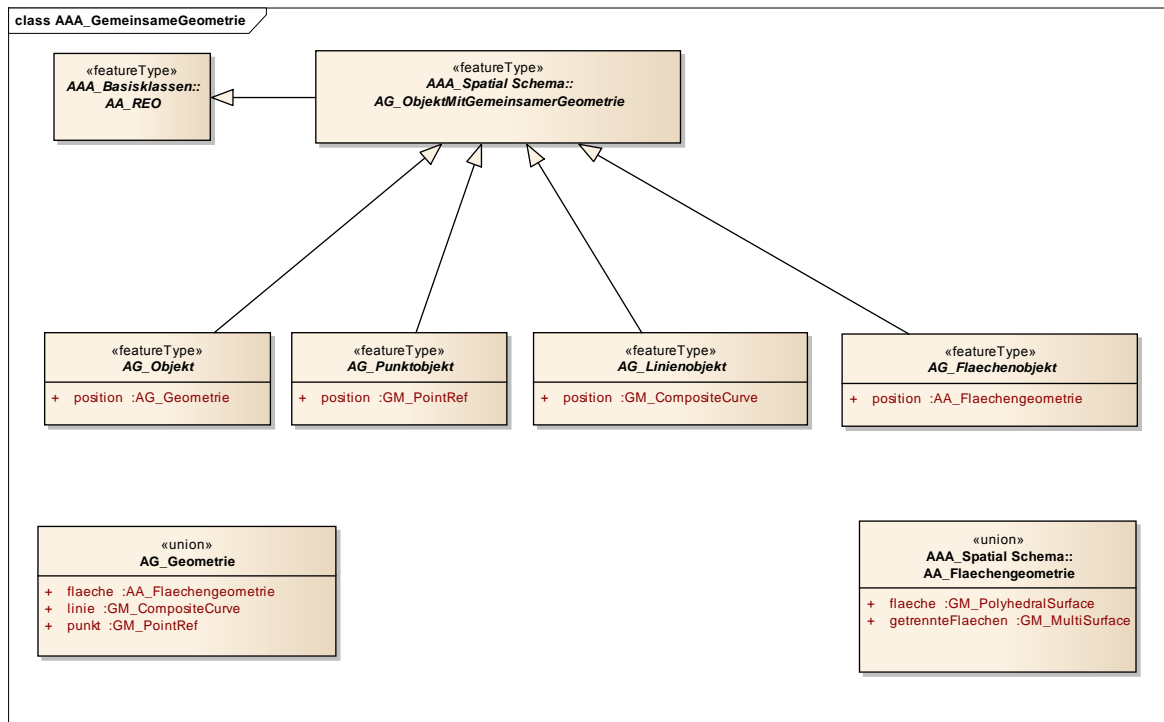 class AAA_GemeinsameGeometrie
«featureType»
AAA_Basisklassen::
AA_REO
«featureType»
AAA_Spatial Schema::
AG_ObjektMitGemeinsamerGeometrie
«featureType»
AG_Objekt
+ position :AG_Geometrie
«featureType»
AG_Punktobjekt
+ position :GM_PointRef
«featureType»
AG_Linienobjekt
+ position :GM_CompositeCurve
«featureType»
AG_Flaechenobjekt
+ position :AA_Flaechengeometrie
«union»
AG_Geometrie
+ flaeche :AA_Flaechengeometrie
+ linie :GM_CompositeCurve
+ punkt :GM_PointRef
«union»
AAA_Spatial Schema::
AA_Flaechengeometrie
+ flaeche :GM_PolyhedralSurface
+ getrennteFlaechen :GM_MultiSurface